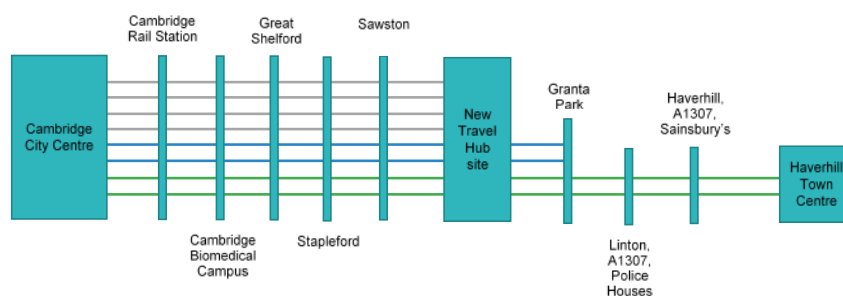 Cambridge
Rail Station
Great
Shelford
Sawston
Cambridge
City Centre
New
Travel
Hub
site
Granta
Park
Haverhill,
A1307,
Sainsbury's
Haverhill
Town
Centre
Cambridge
Biomedical
Campus
Stapleford
Linton,
A1307,
Police
Houses